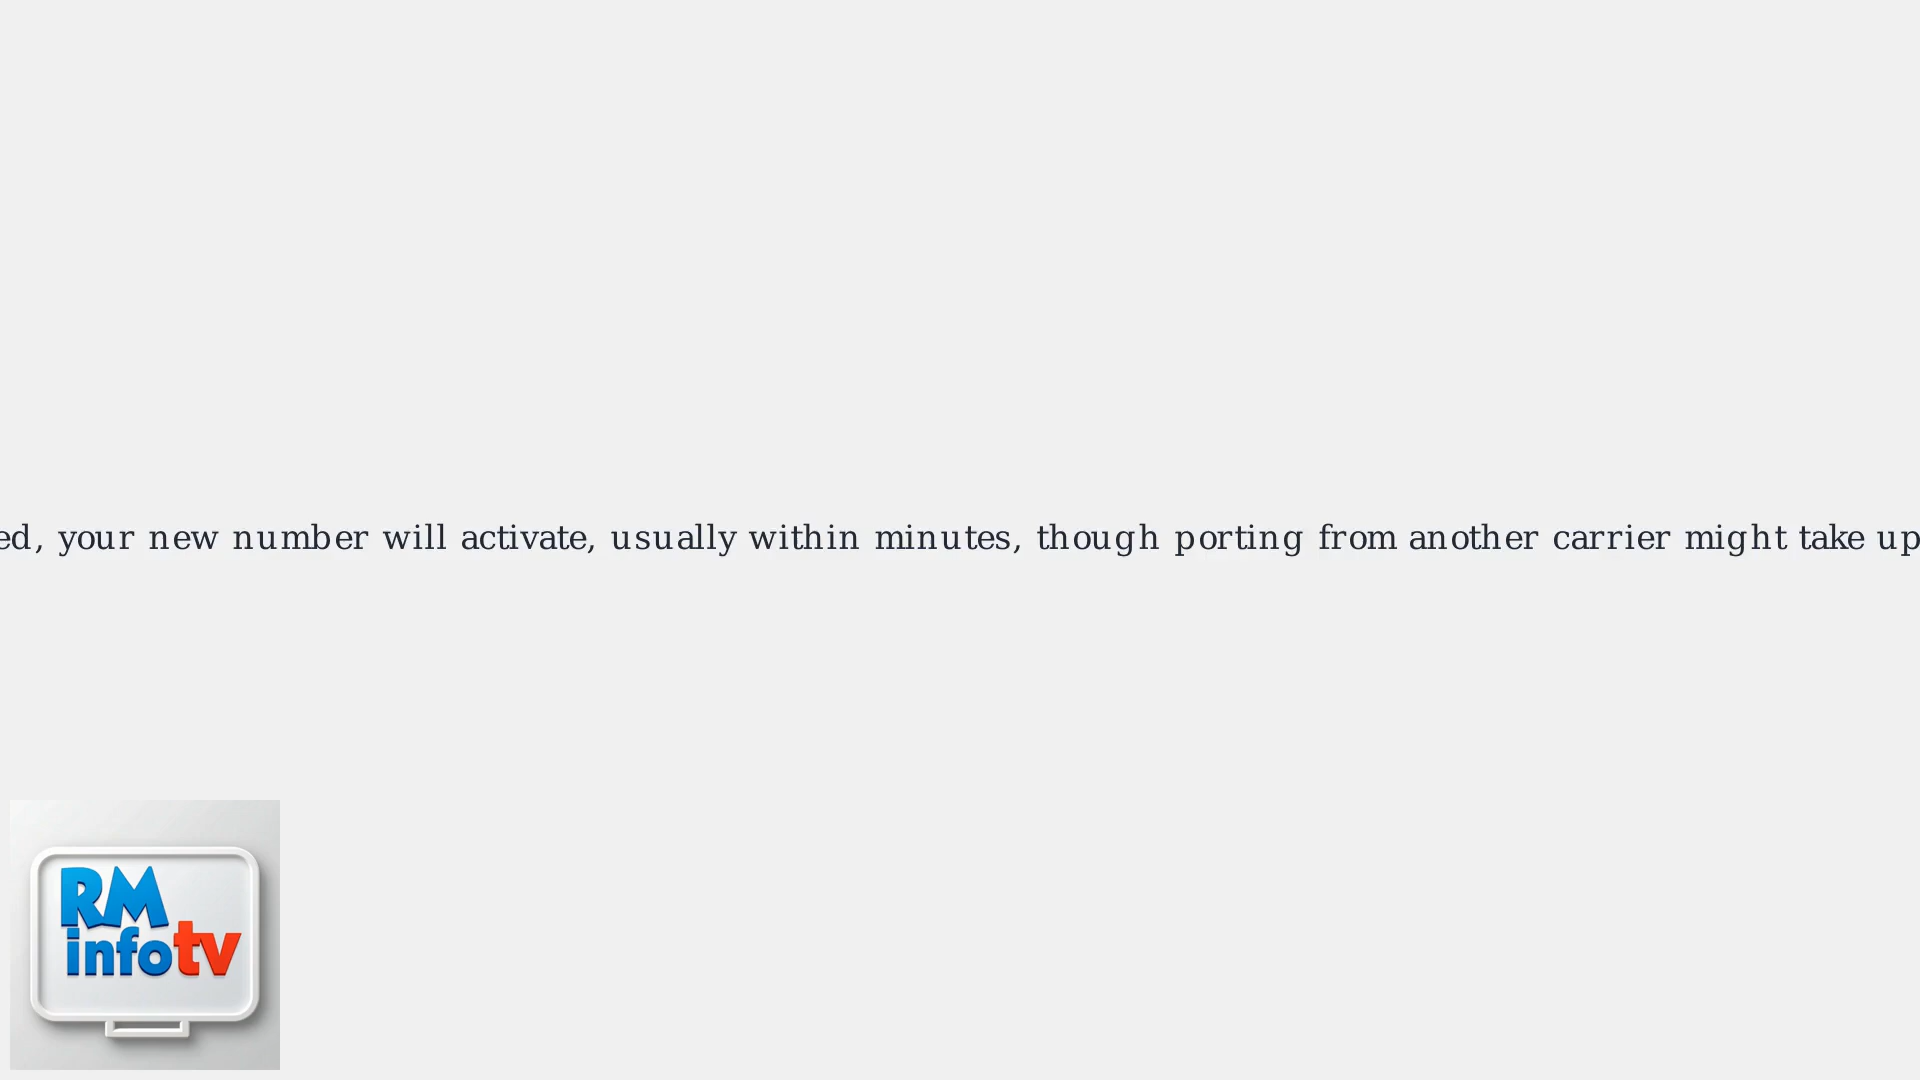 ed, your new number will activate, usually within minutes, though porting from another carrier might take up
RM
infotv